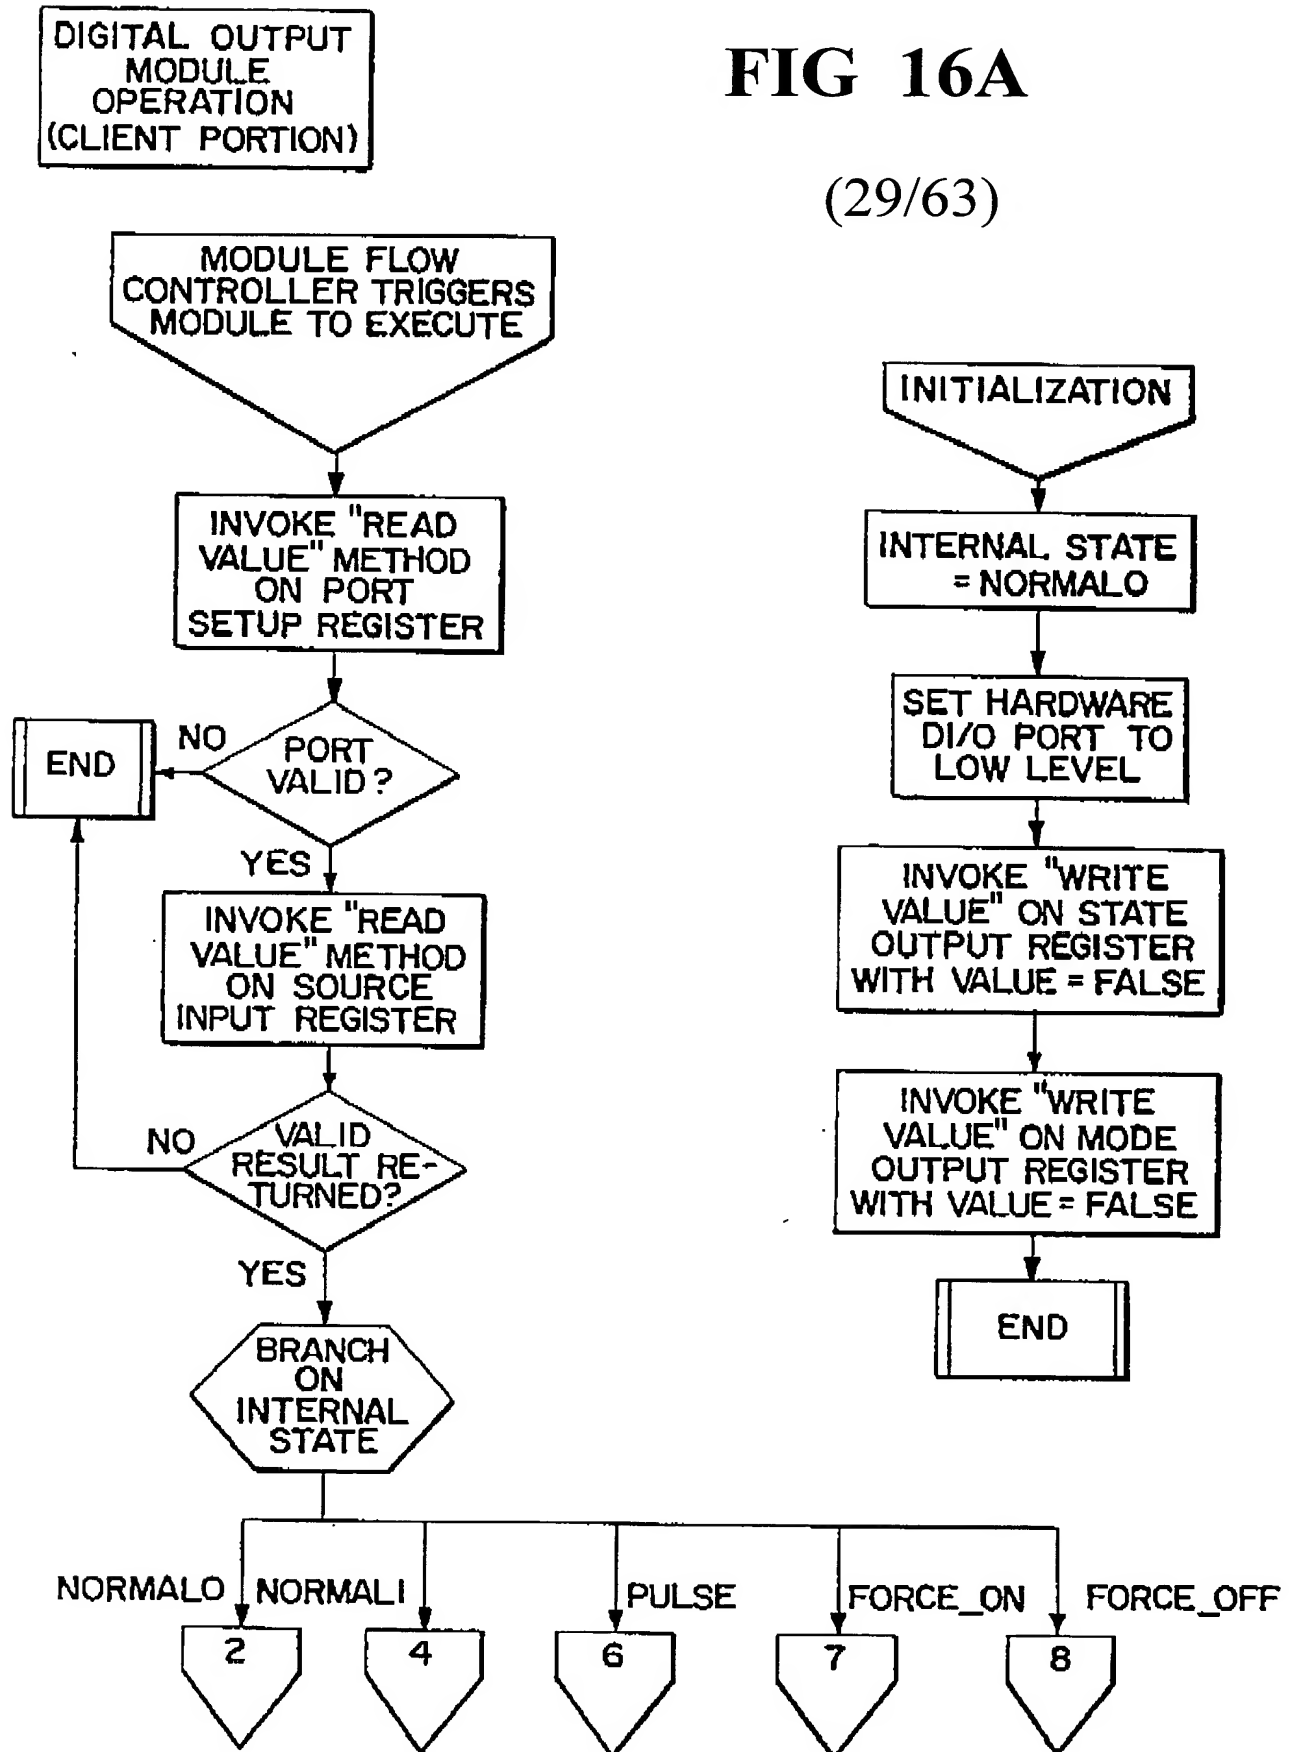 DIGITAL OUTPUT
MODULE
OPERATION
(CLIENT PORTION)
FIG 16A
(29/63)
MODULE FLOW
CONTROLLER TRIGGERS
MODULE TO EXECUTE
INVOKE "READ
VALUE" METHOD
ON PORT
SETUP REGISTER
PORT
VALID?
NO
END
YES
INVOKE "READ
VALUE" METHOD
ON SOURCE
INPUT REGISTER
VALID
RESULT RE-
TURNED?
NO
YES
BRANCH
ON
INTERNAL
STATE
NORMALO
2
NORMALI
4
PULSE
6
FORCE_ON
7
FORCE_OFF
8
INITIALIZATION
INTERNAL STATE
= NORMALO
SET HARDWARE
DI/O PORT TO
LOW LEVEL
INVOKE "WRITE
VALUE" ON STATE
OUTPUT REGISTER
WITH VALUE = FALSE
INVOKE "WRITE
VALUE" ON MODE
OUTPUT REGISTER
WITH VALUE = FALSE
END